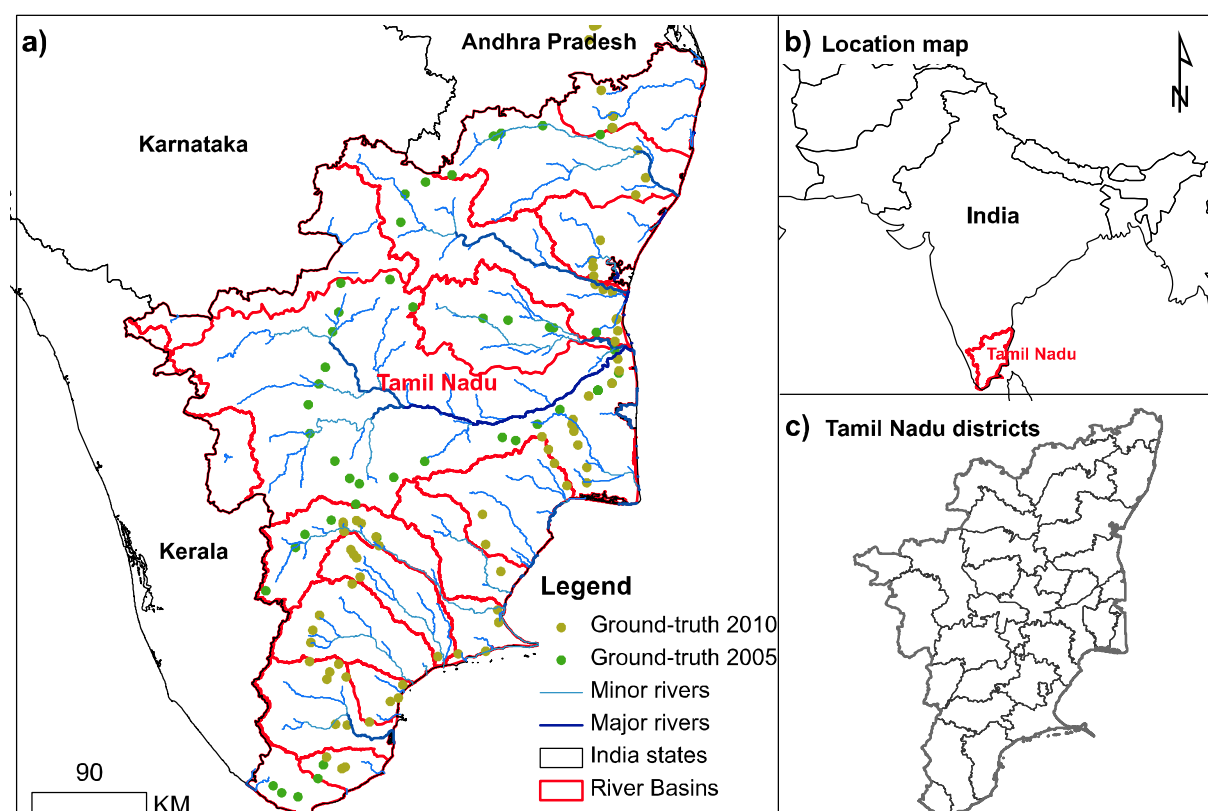 a)
Andhra Pradesh
Karnataka
Tamil Nadu
Kerala
Legend
Ground-truth 2010
Ground-truth 2005
Minor rivers
Major rivers
India states
River Basins
90
KM
b) Location map
N
India
Tamil Nadu
c) Tamil Nadu districts